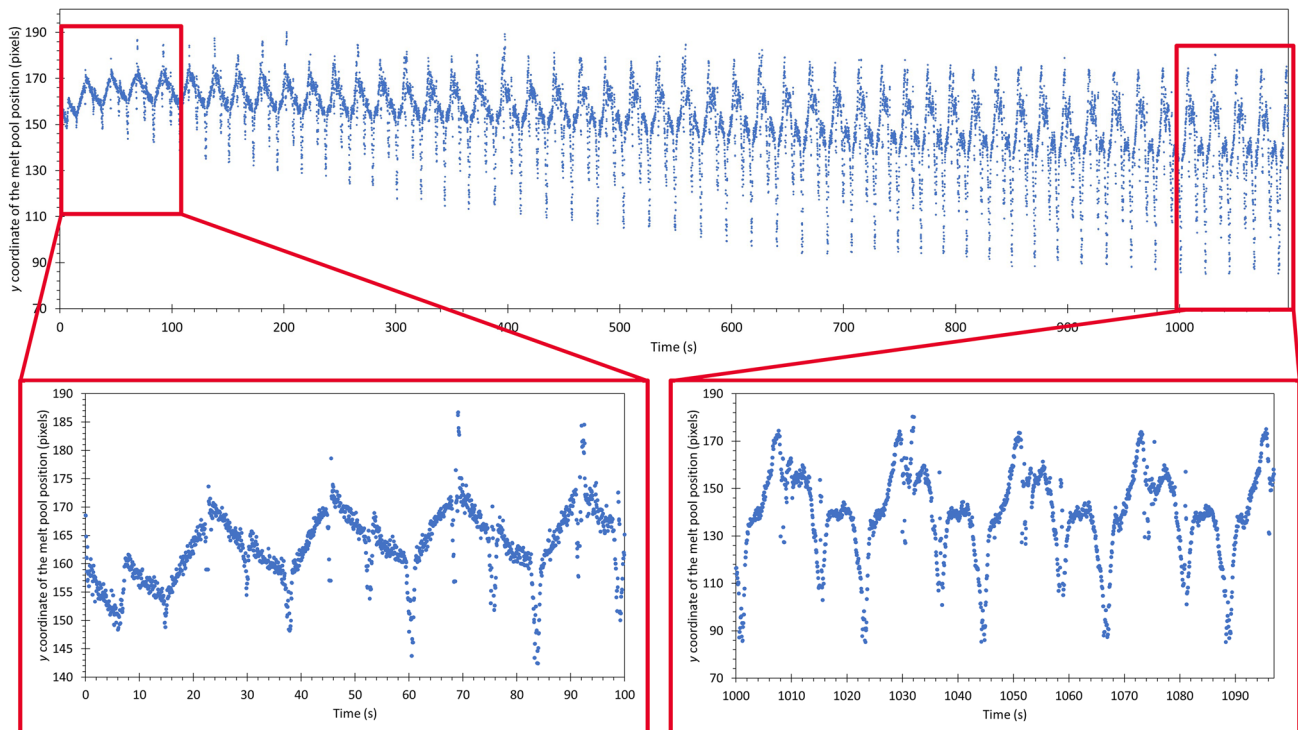 y coordinate of the melt pool position (pixels)
190
170
150
130
110
90
70
0 100 200 300 400 500 600 700 800 900 1000
Time (s)
y coordinate of the melt pool position (pixels)
190
185
180
175
170
165
160
155
150
145
140
0 10 20 30 40 50 60 70 80 90 100
Time (s)
y coordinate of the melt pool position (pixels)
190
170
150
130
110
90
70
1000 1010 1020 1030 1040 1050 1060 1070 1080 1090
Time (s)